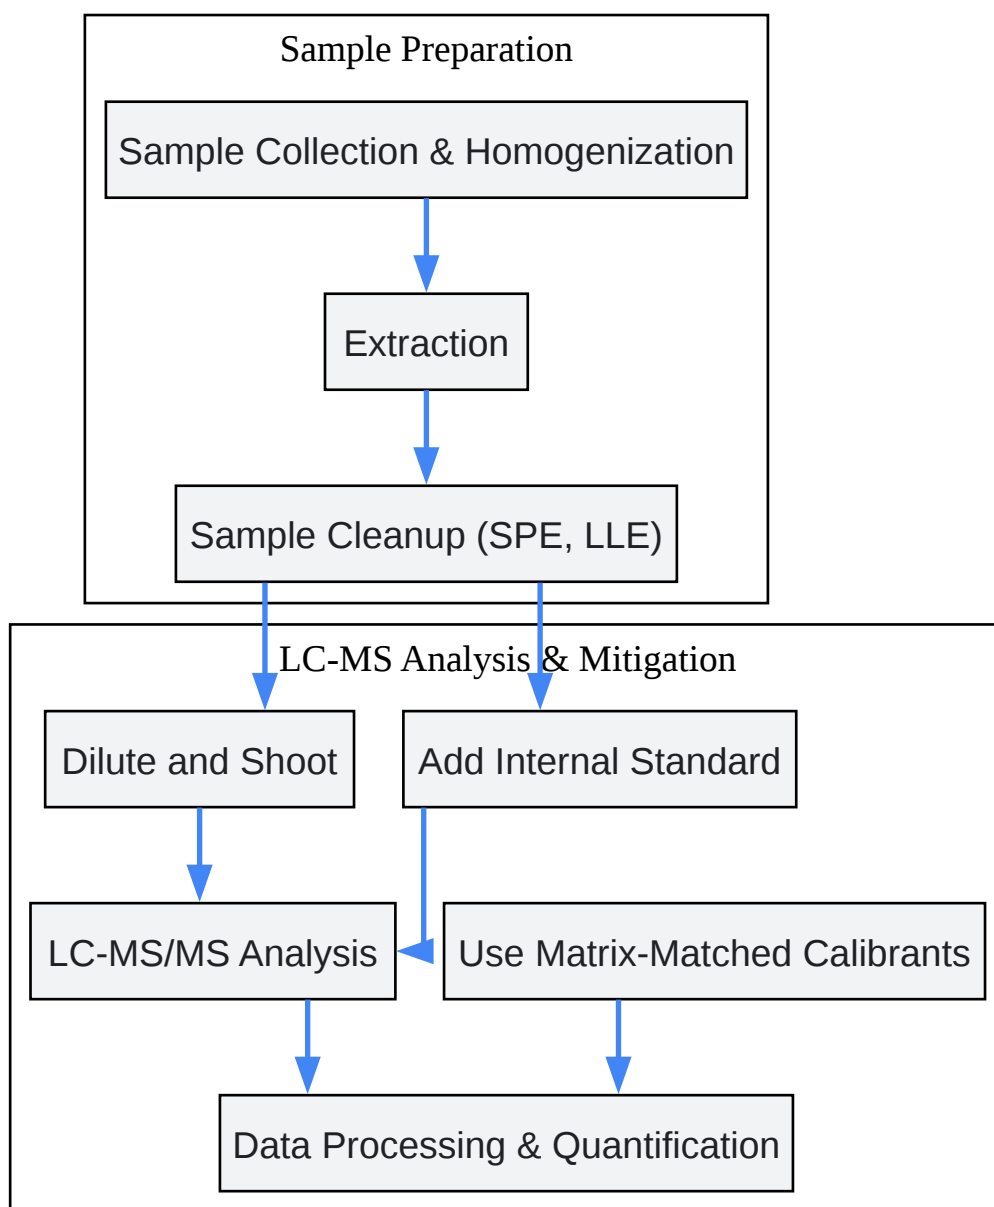 Sample Preparation
Sample Collection & Homogenization
Extraction
Sample Cleanup (SPE, LLE)
LC-MS Analysis & Mitigation
Dilute and Shoot
Add Internal Standard
LC-MS/MS Analysis
Use Matrix-Matched Calibrants
Data Processing & Quantification